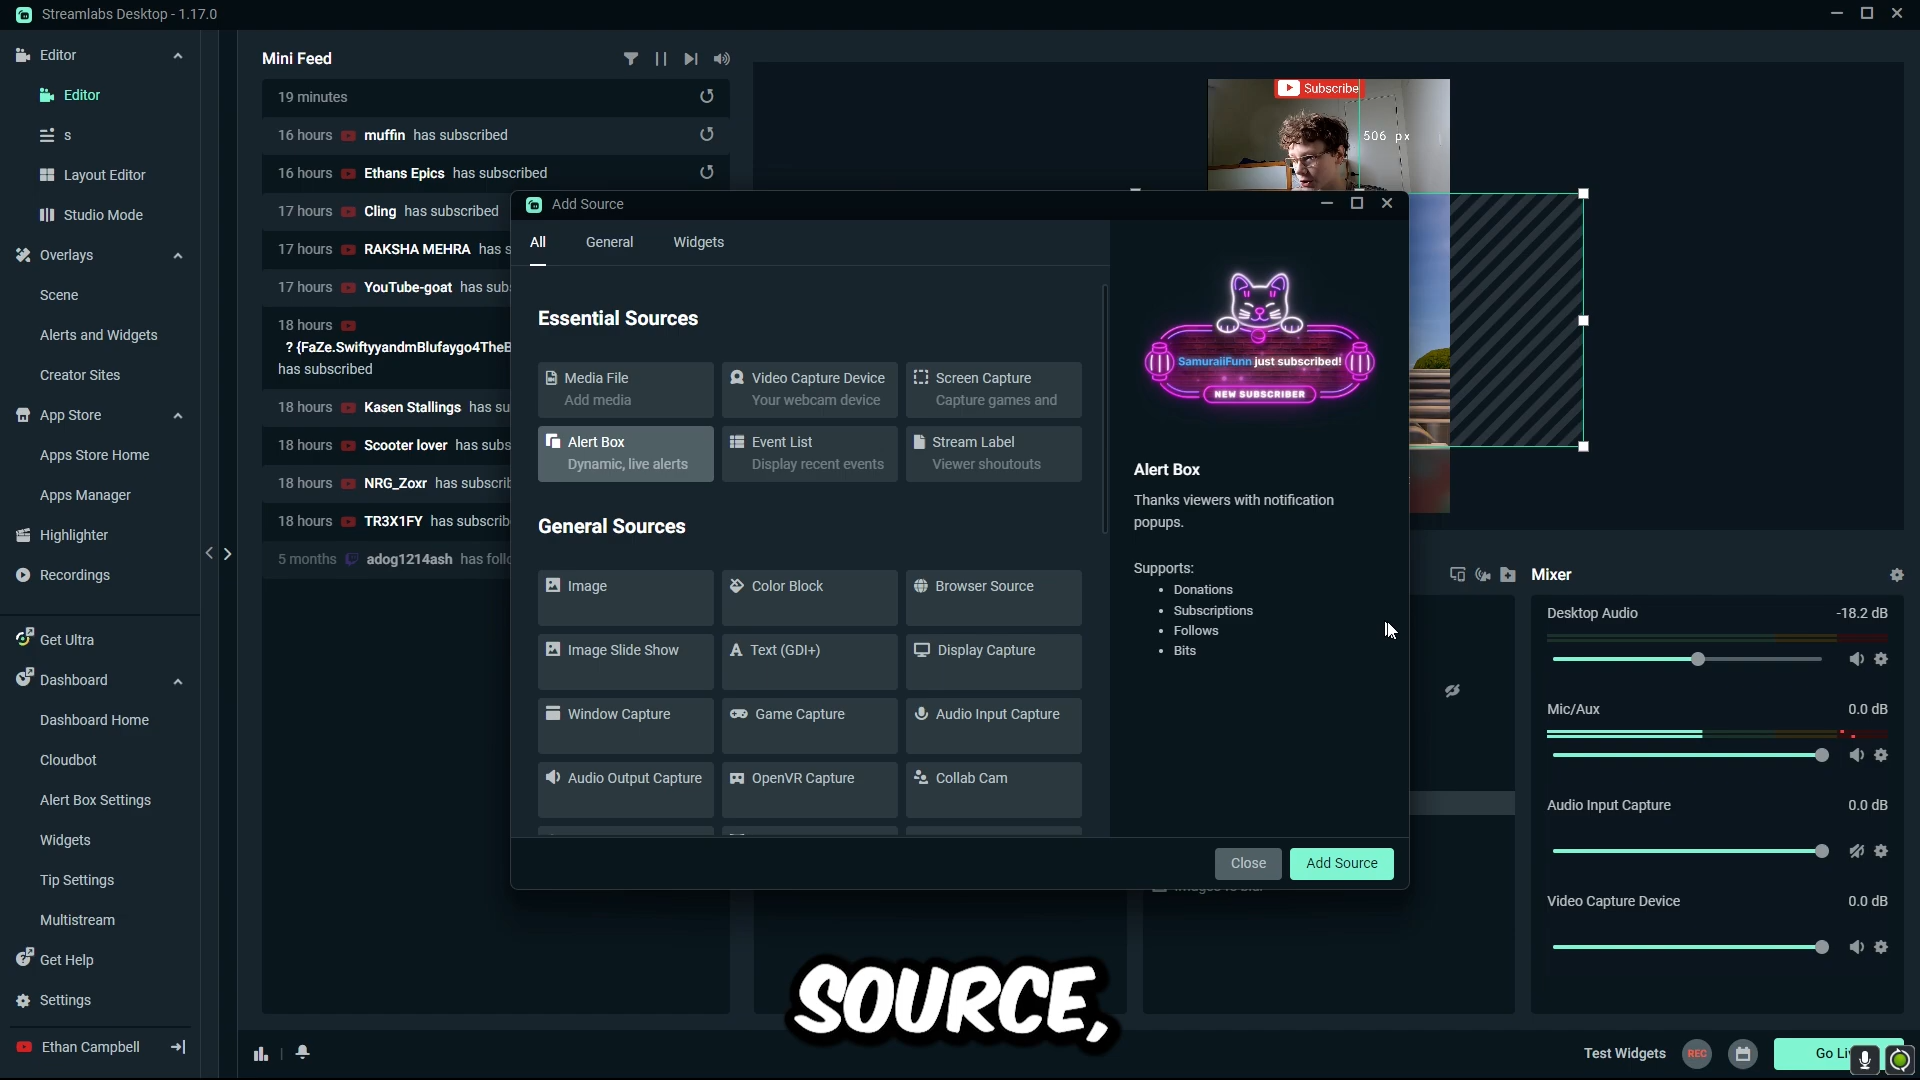 Streamlabs Desktop - 1.17.0
Editor
Editor
s
Layout Editor
Studio Mode
Overlays
Scene
Alerts and Widgets
Creator Sites
App Store
Apps Store Home
Apps Manager
Highlighter
Recordings
Get Ultra
Dashboard
Dashboard Home
Cloudbot
Alert Box Settings
Widgets
Tip Settings
Multistream
Get Help
Settings
Ethan Campbell
Mini Feed
19 minutes
16 hours muffin has subscribed
16 hours Ethans Epics has subscribed
17 hours Cling has subscribed
17 hours RAKSHA MEHRA has s
17 hours YouTube-goat has sub
18 hours
? {FaZe.SwiftyyandmBlufaygo4TheB
has subscribed
18 hours Kasen Stallings has su
18 hours Scooter lover has subs
18 hours NRG_Zoxr has subscrib
18 hours TR3X1FY has subscrib
5 months adog1214ash has follo
Subscribe
506 px
Add Source
All General Widgets
Essential Sources
Media File
Add media
Video Capture Device
Your webcam device
Screen Capture
Capture games and
Alert Box
Dynamic, live alerts
Event List
Display recent events
Stream Label
Viewer shoutouts
General Sources
Image
Color Block
Browser Source
Image Slide Show
Text (GDI+)
Display Capture
Window Capture
Game Capture
Audio Input Capture
Audio Output Capture
OpenVR Capture
Collab Cam
SamuraiiFunn just subscribed!
NEW SUBSCRIBER
Alert Box
Thanks viewers with notification
popups.
Supports:
• Donations
• Subscriptions
• Follows
• Bits
Close
Add Source
Mixer
Desktop Audio -18.2 dB
Mic/Aux 0.0 dB
Audio Input Capture 0.0 dB
Video Capture Device 0.0 dB
SOURCE,
Test Widgets
REC
Go Li